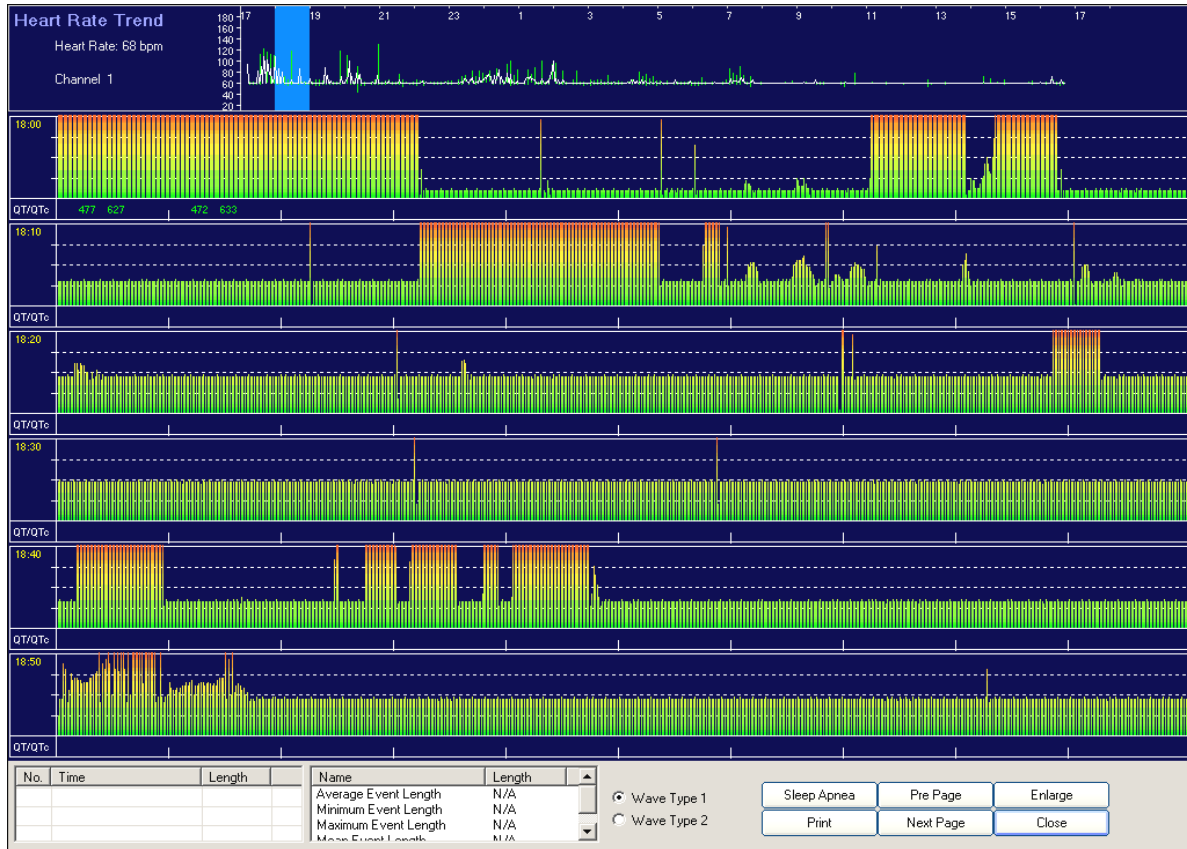 Heart Rate Trend
Heart Rate: 68 bpm
Channel 1
180 17 19 21 23 1 3 5 7 9 11 13 15 17
160
140
120
100
80
60
40
20
18:00
QT/QTc 477 627 472 633
18:10
QT/QTc
18:20
QT/QTc
18:30
QT/QTc
18:40
QT/QTc
18:50
QT/QTc
No. Time Length
Name Length
Average Event Length N/A
Minimum Event Length N/A
Maximum Event Length N/A
Mean Event Length N/A
Wave Type 1
Wave Type 2
Sleep Apnea Pre Page Enlarge
Print Next Page Close